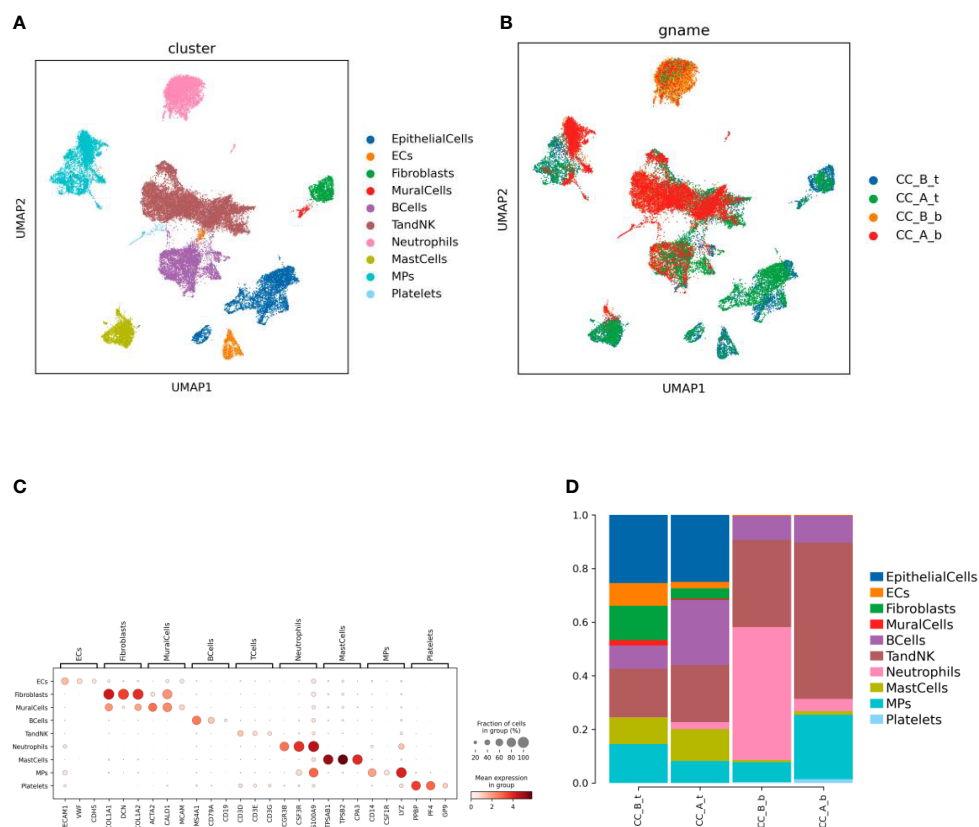 A
cluster
UMAP2
UMAP1
EpithelialCells
ECs
Fibroblasts
MuralCells
BCells
TandNK
Neutrophils
MastCells
MPs
Platelets
B
gname
UMAP2
UMAP1
CC_B_t
CC_A_t
CC_B_b
CC_A_b
C
ECs
Fibroblasts
MuralCells
BCells
TCells
Neutrophils
MastCells
MPs
Platelets
ECs
Fibroblasts
MuralCells
BCells
TandNK
Neutrophils
MastCells
MPs
Platelets
ECAM1
VWF
CDH5
COL1A1
DCN
COL1A2
ACTA2
CALD1
MCAM
MS4A1
CD79A
CD19
CD3D
CD3E
CD3G
CGR3B
CSF3R
S100A9
TPSAB1
TPSB2
CPA3
CD14
CSF1R
LYZ
PPBP
PF4
GP9
Fraction of cells
in group (%)
20 40 60 80 100
Mean expression
in group
0 2 4
D
1.0
0.8
0.6
0.4
0.2
0.0
CC_B_t
CC_A_t
CC_B_b
CC_A_b
EpithelialCells
ECs
Fibroblasts
MuralCells
BCells
TandNK
Neutrophils
MastCells
MPs
Platelets